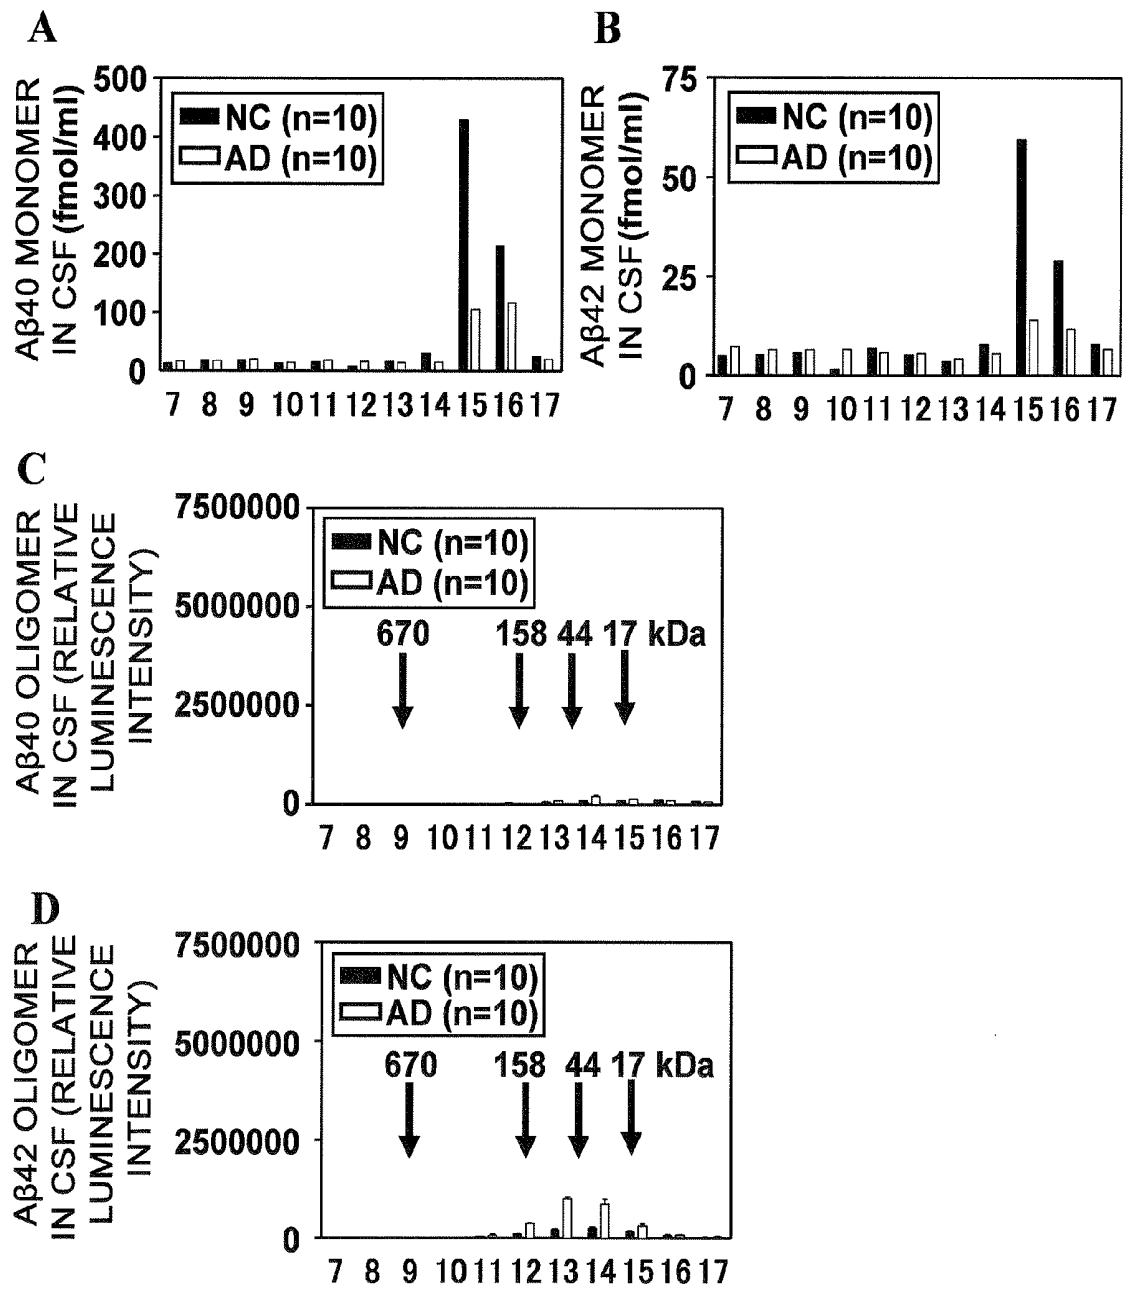 A
Aβ40 MONOMER
IN CSF (fmol/ml)
500
400
300
200
100
0
NC (n=10)
AD (n=10)
7 8 9 10 11 12 13 14 15 16 17
B
Aβ42 MONOMER
IN CSF (fmol/ml)
75
50
25
0
NC (n=10)
AD (n=10)
7 8 9 10 11 12 13 14 15 16 17
C
Aβ40 OLIGOMER
IN CSF (RELATIVE
LUMINESCENCE
INTENSITY)
7500000
5000000
2500000
0
NC (n=10)
AD (n=10)
670 158 44 17 kDa
7 8 9 10 11 12 13 14 15 16 17
D
Aβ42 OLIGOMER
IN CSF (RELATIVE
LUMINESCENCE
INTENSITY)
7500000
5000000
2500000
0
NC (n=10)
AD (n=10)
670 158 44 17 kDa
7 8 9 10 11 12 13 14 15 16 17